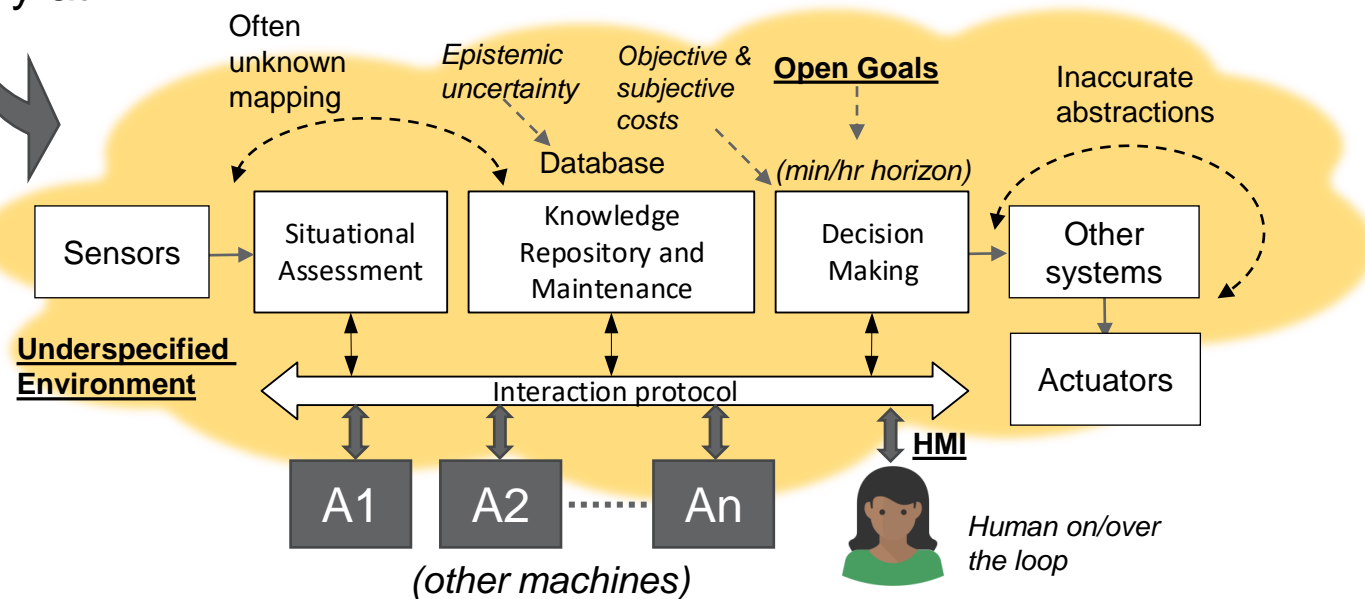 Often
unknown
mapping
Epistemic
uncertainty
Objective &
subjective
costs
Open Goals
Inaccurate
abstractions
Database
(min/hr horizon)
Sensors
Situational
Assessment
Knowledge
Repository and
Maintenance
Decision
Making
Other
systems
Underspecified
Environment
Interaction protocol
Actuators
HMI
A1
A2
An
Human on/over
the loop
(other machines)